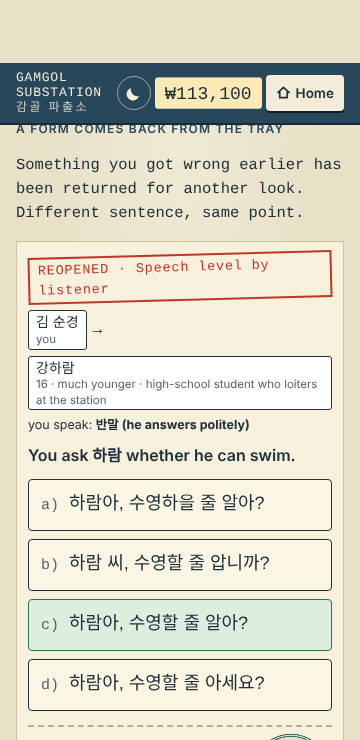 GAMGOL
SUBSTATION
감골 파출소
₩113,100
Home
A FORM COMES BACK FROM THE TRAY
Something you got wrong earlier has
been returned for another look.
Different sentence, same point.
REOPENED · Speech level by
listener
김 순경
you
→
강하람
16 · much younger · high-school student who loiters
at the station
you speak: 반말 (he answers politely)
You ask 하람 whether he can swim.
a) 하람아, 수영하을 줄 알아?
b) 하람 씨, 수영할 줄 압니까?
c) 하람아, 수영할 줄 알아?
d) 하람아, 수영할 줄 아세요?